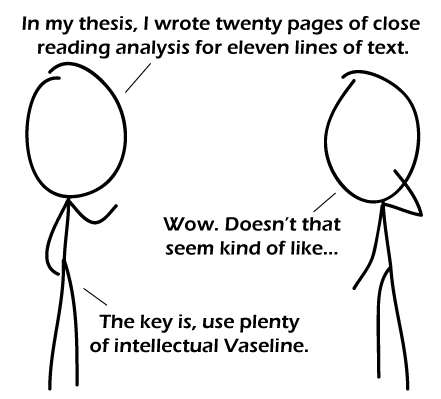 In my thesis, I wrote twenty pages of close
reading analysis for eleven lines of text.
Wow. Doesn't that
seem kind of like...
The key is, use plenty
of intellectual Vaseline.